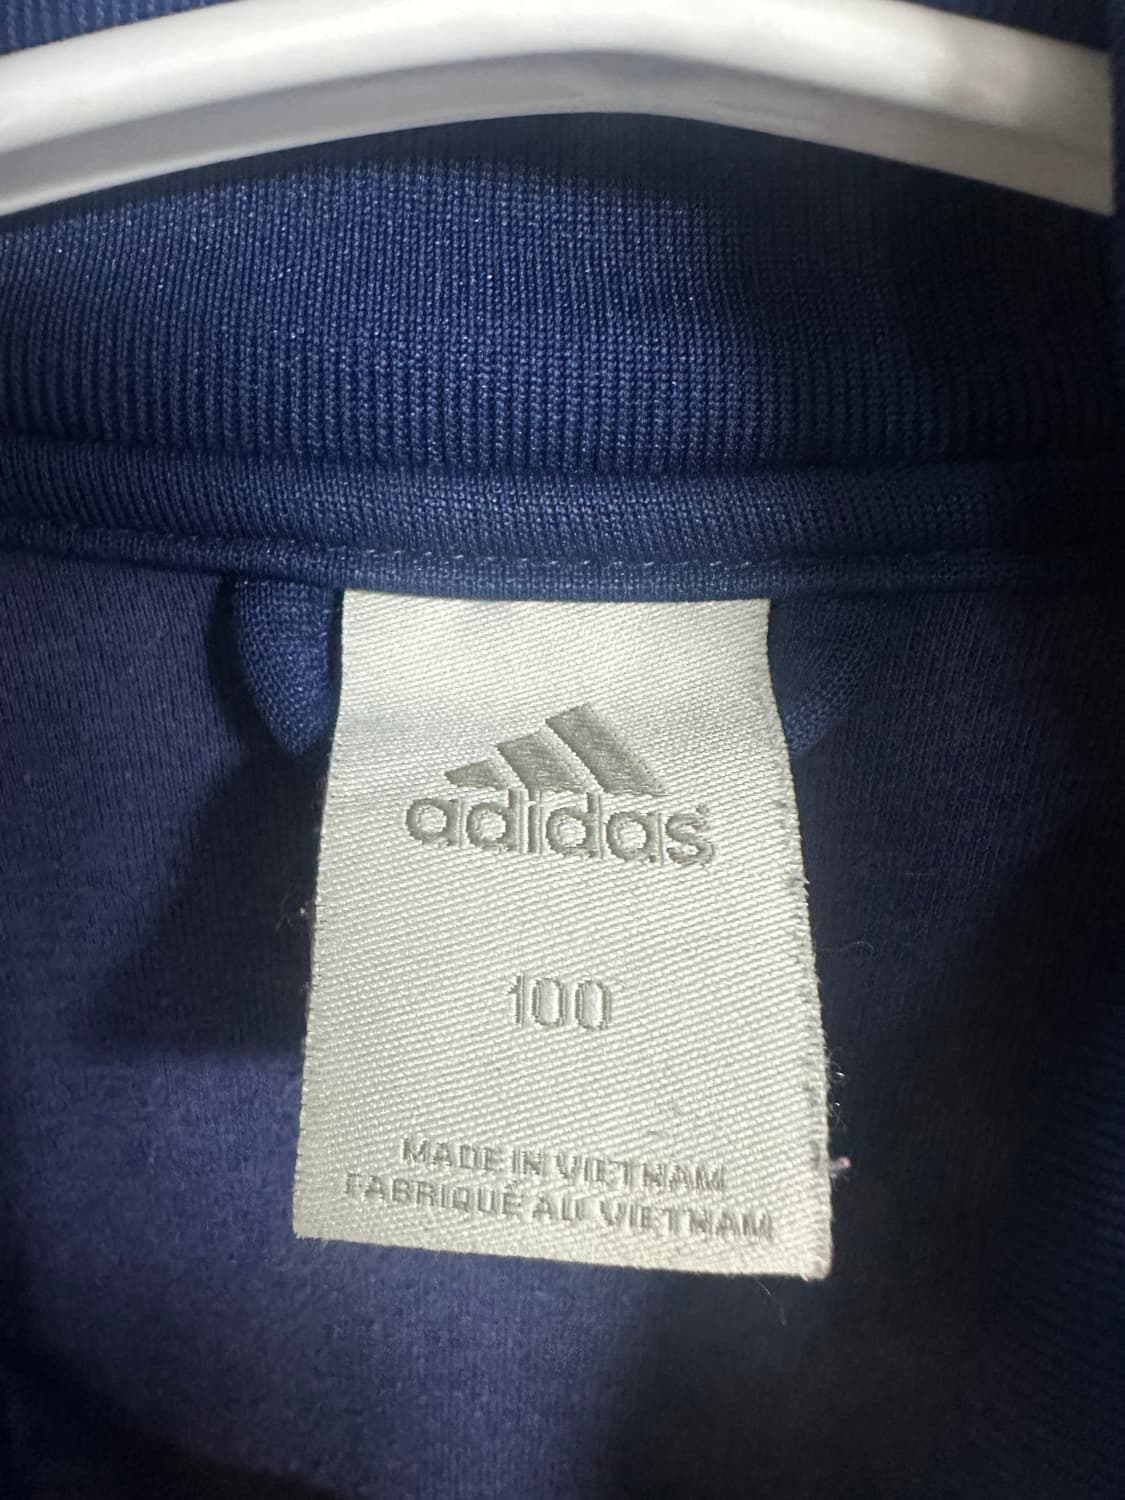 adidas
100
MADE IN VIETNAM
FABRIQUÉ AU VIETNAM